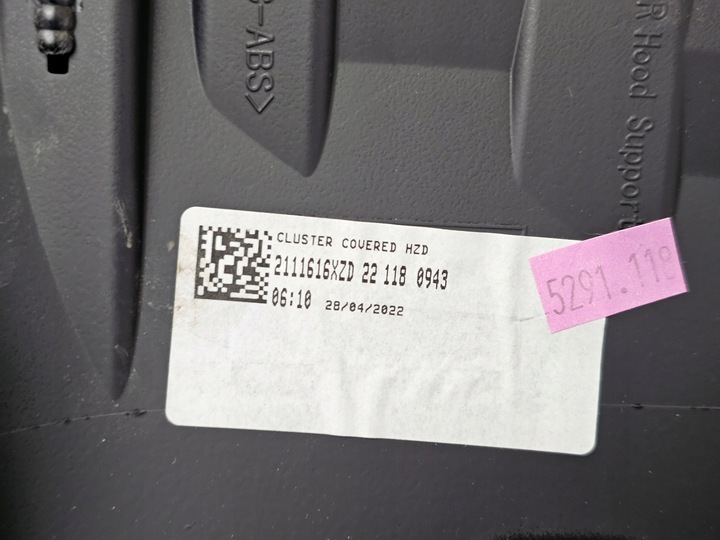 C-ABS>
R Hood Support
CLUSTER COVERED HZD
2111616XZD 22 118 0943
06:10 28/04/2022
5291.119